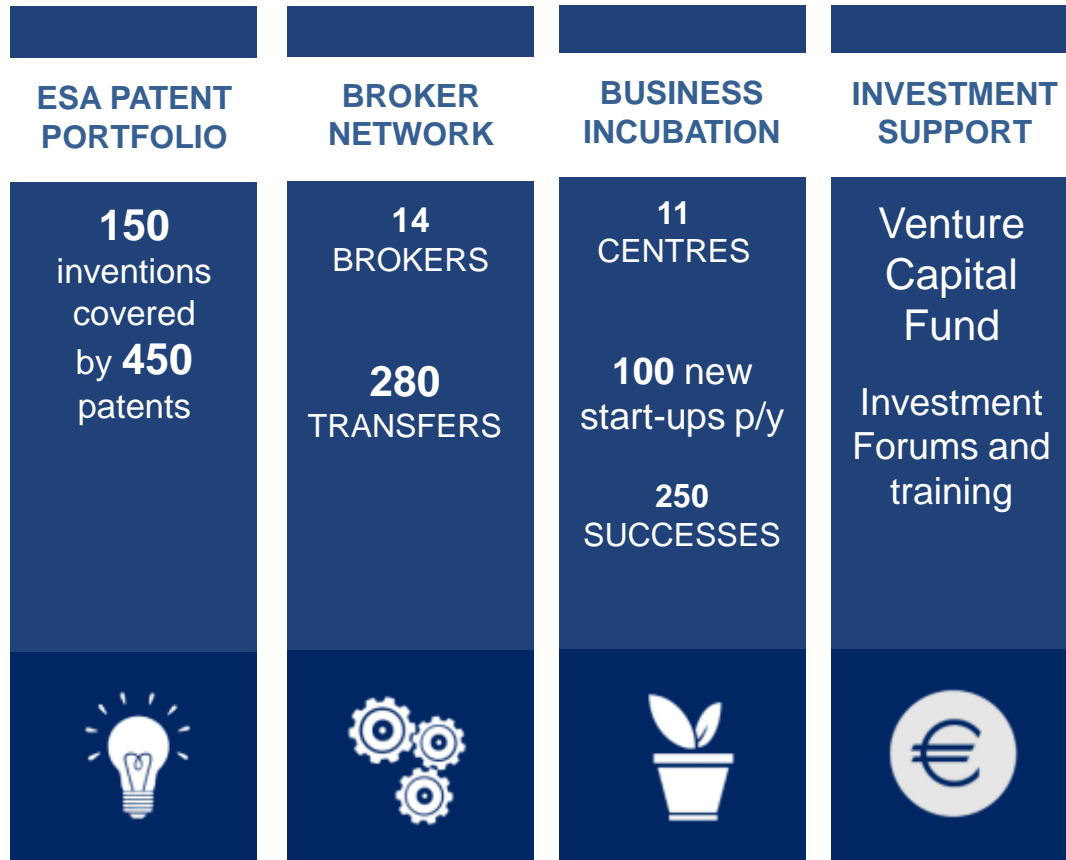 ESA PATENT
PORTFOLIO
150
inventions
covered
by 450
patents
BROKER
NETWORK
14
BROKERS
280
TRANSFERS
BUSINESS
INCUBATION
11
CENTRES
100 new
start-ups p/y
250
SUCCESSES
INVESTMENT
SUPPORT
Venture
Capital
Fund
Investment
Forums and
training
€